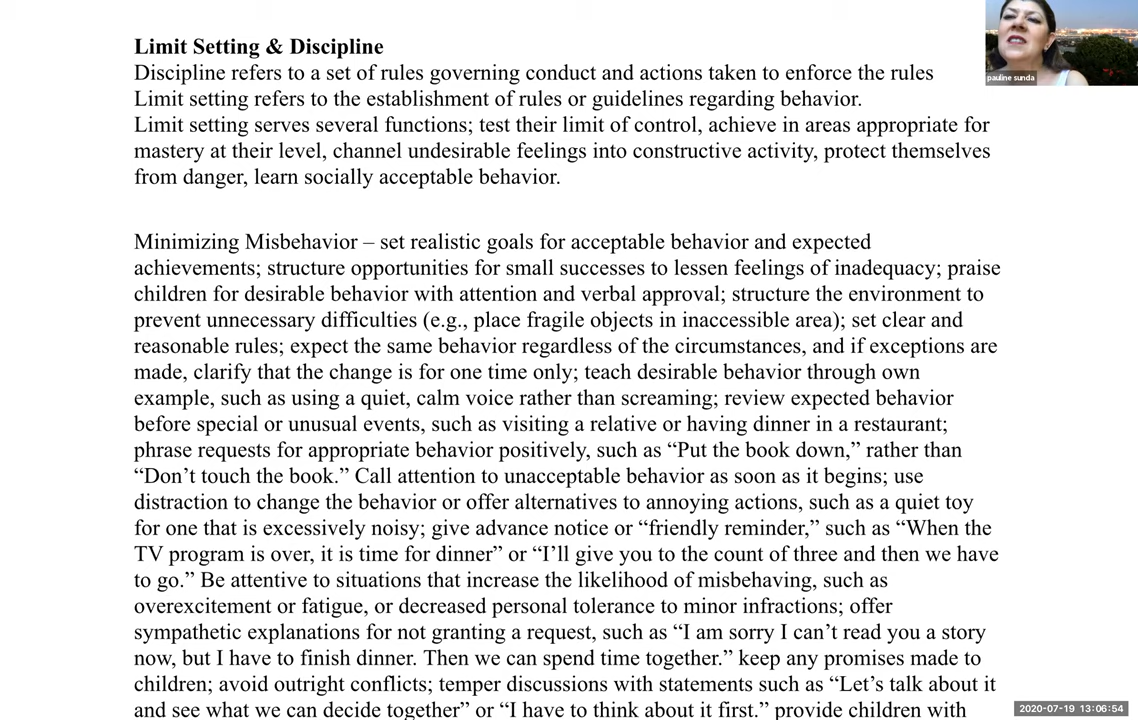 Limit Setting & Discipline
Discipline refers to a set of rules governing conduct and actions taken to enforce the rules
Limit setting refers to the establishment of rules or guidelines regarding behavior.
Limit setting serves several functions; test their limit of control, achieve in areas appropriate for
mastery at their level, channel undesirable feelings into constructive activity, protect themselves
from danger, learn socially acceptable behavior.
Minimizing Misbehavior – set realistic goals for acceptable behavior and expected
achievements; structure opportunities for small successes to lessen feelings of inadequacy; praise
children for desirable behavior with attention and verbal approval; structure the environment to
prevent unnecessary difficulties (e.g., place fragile objects in inaccessible area); set clear and
reasonable rules; expect the same behavior regardless of the circumstances, and if exceptions are
made, clarify that the change is for one time only; teach desirable behavior through own
example, such as using a quiet, calm voice rather than screaming; review expected behavior
before special or unusual events, such as visiting a relative or having dinner in a restaurant;
phrase requests for appropriate behavior positively, such as “Put the book down,” rather than
“Don’t touch the book.” Call attention to unacceptable behavior as soon as it begins; use
distraction to change the behavior or offer alternatives to annoying actions, such as a quiet toy
for one that is excessively noisy; give advance notice or “friendly reminder,” such as “When the
TV program is over, it is time for dinner” or “I’ll give you to the count of three and then we have
to go.” Be attentive to situations that increase the likelihood of misbehaving, such as
overexcitement or fatigue, or decreased personal tolerance to minor infractions; offer
sympathetic explanations for not granting a request, such as “I am sorry I can’t read you a story
now, but I have to finish dinner. Then we can spend time together.” keep any promises made to
children; avoid outright conflicts; temper discussions with statements such as “Let’s talk about it
and see what we can decide together” or “I have to think about it first.” provide children with
pauline sunda
2020-07-19 13:06:54